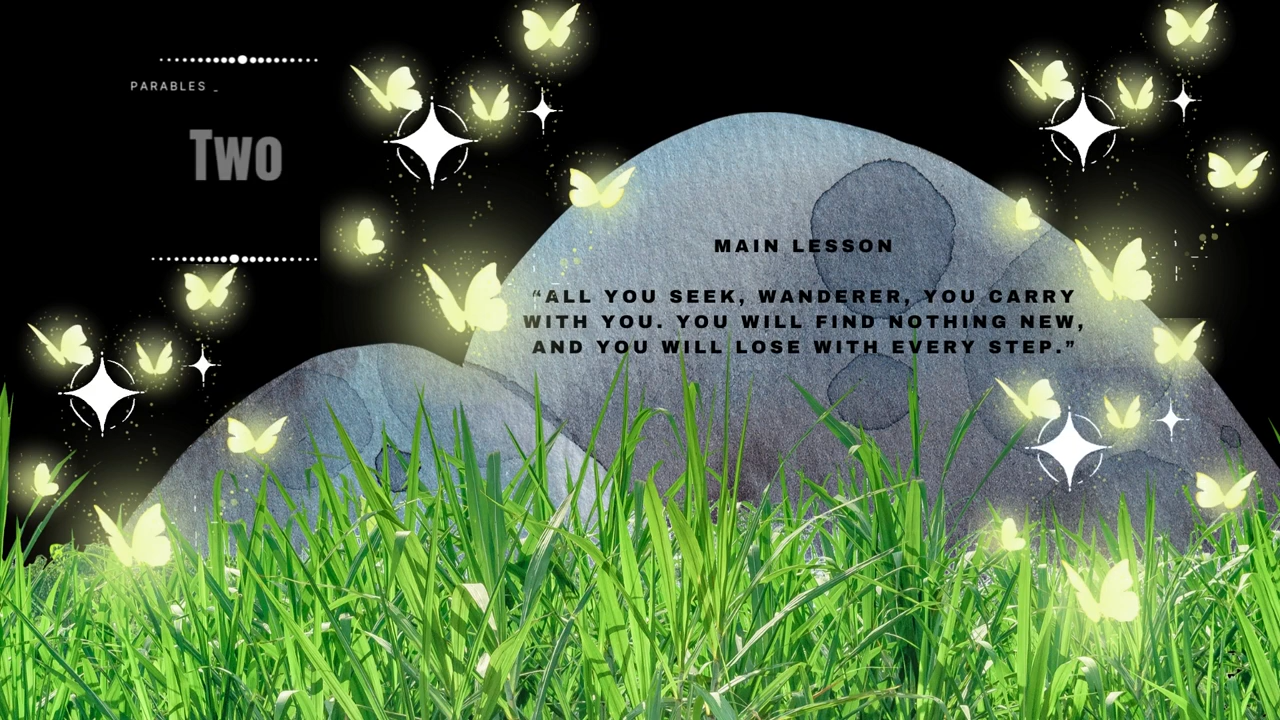 PARABLES _
Two
MAIN LESSON
“ALL YOU SEEK, WANDERER, YOU CARRY
WITH YOU. YOU WILL FIND NOTHING NEW,
AND YOU WILL LOSE WITH EVERY STEP.”